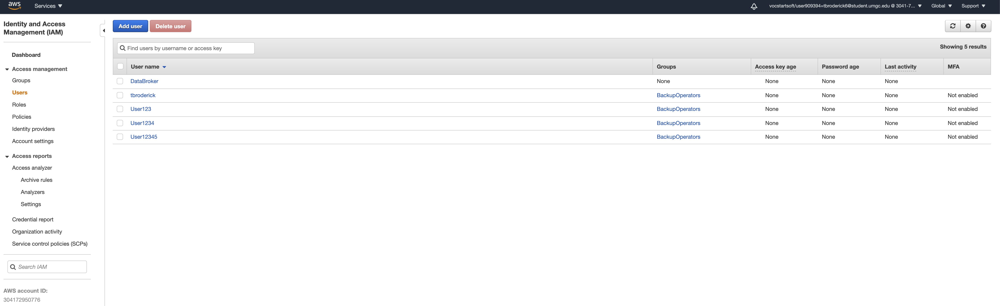 aws Services vocstartsoft/user909394=tbroderick6@student.umgc.edu @ 3041-7... Global Support
Identity and Access
Management (IAM)
Dashboard
Access management
Groups
Users
Roles
Policies
Identity providers
Account settings
Access reports
Access analyzer
Archive rules
Analyzers
Settings
Credential report
Organization activity
Service control policies (SCPs)
Search IAM
AWS account ID:
304172950776
Add user Delete user
Find users by username or access key Showing 5 results
User name Groups Access key age Password age Last activity MFA
DataBroker None None None None
tbroderick BackupOperators None None None Not enabled
User123 BackupOperators None None None Not enabled
User1234 BackupOperators None None None Not enabled
User12345 BackupOperators None None None Not enabled